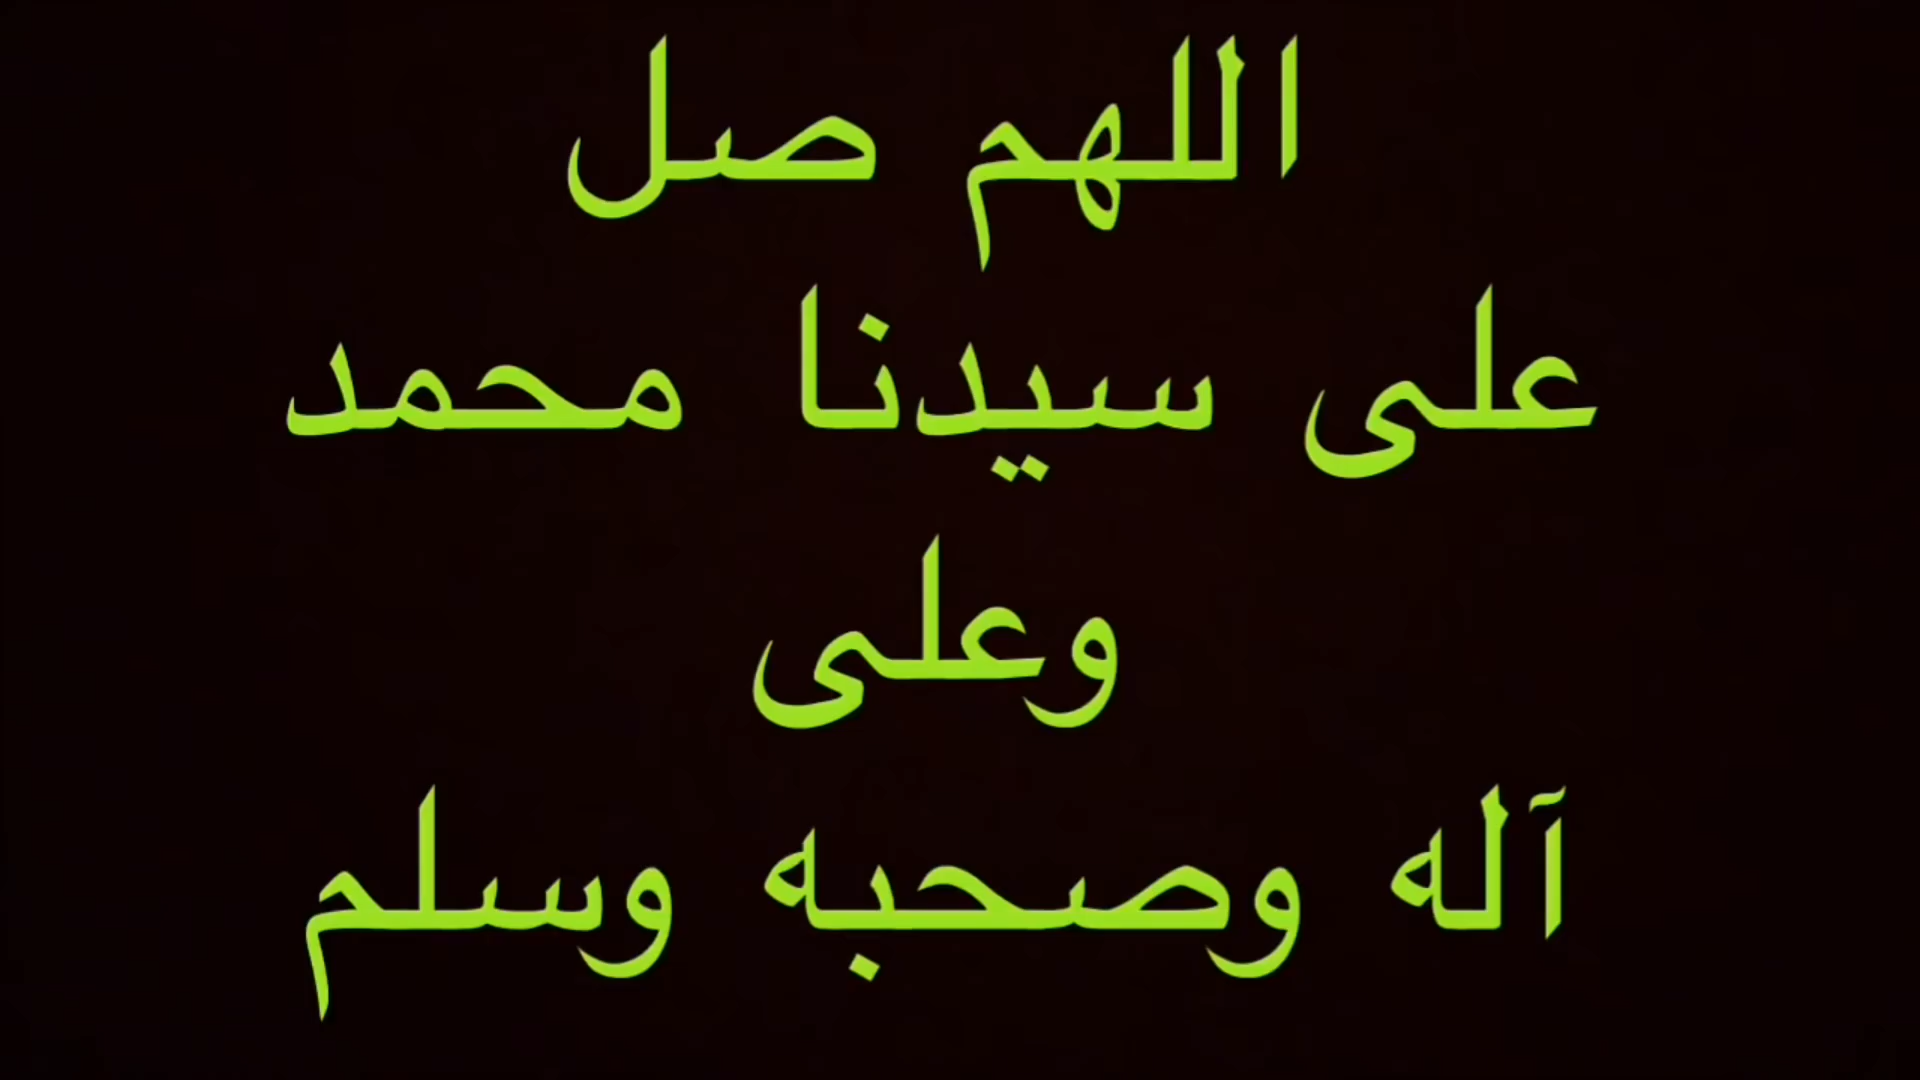 اللهم صل
على سيدنا محمد
وعلى
آله وصحبه وسلم